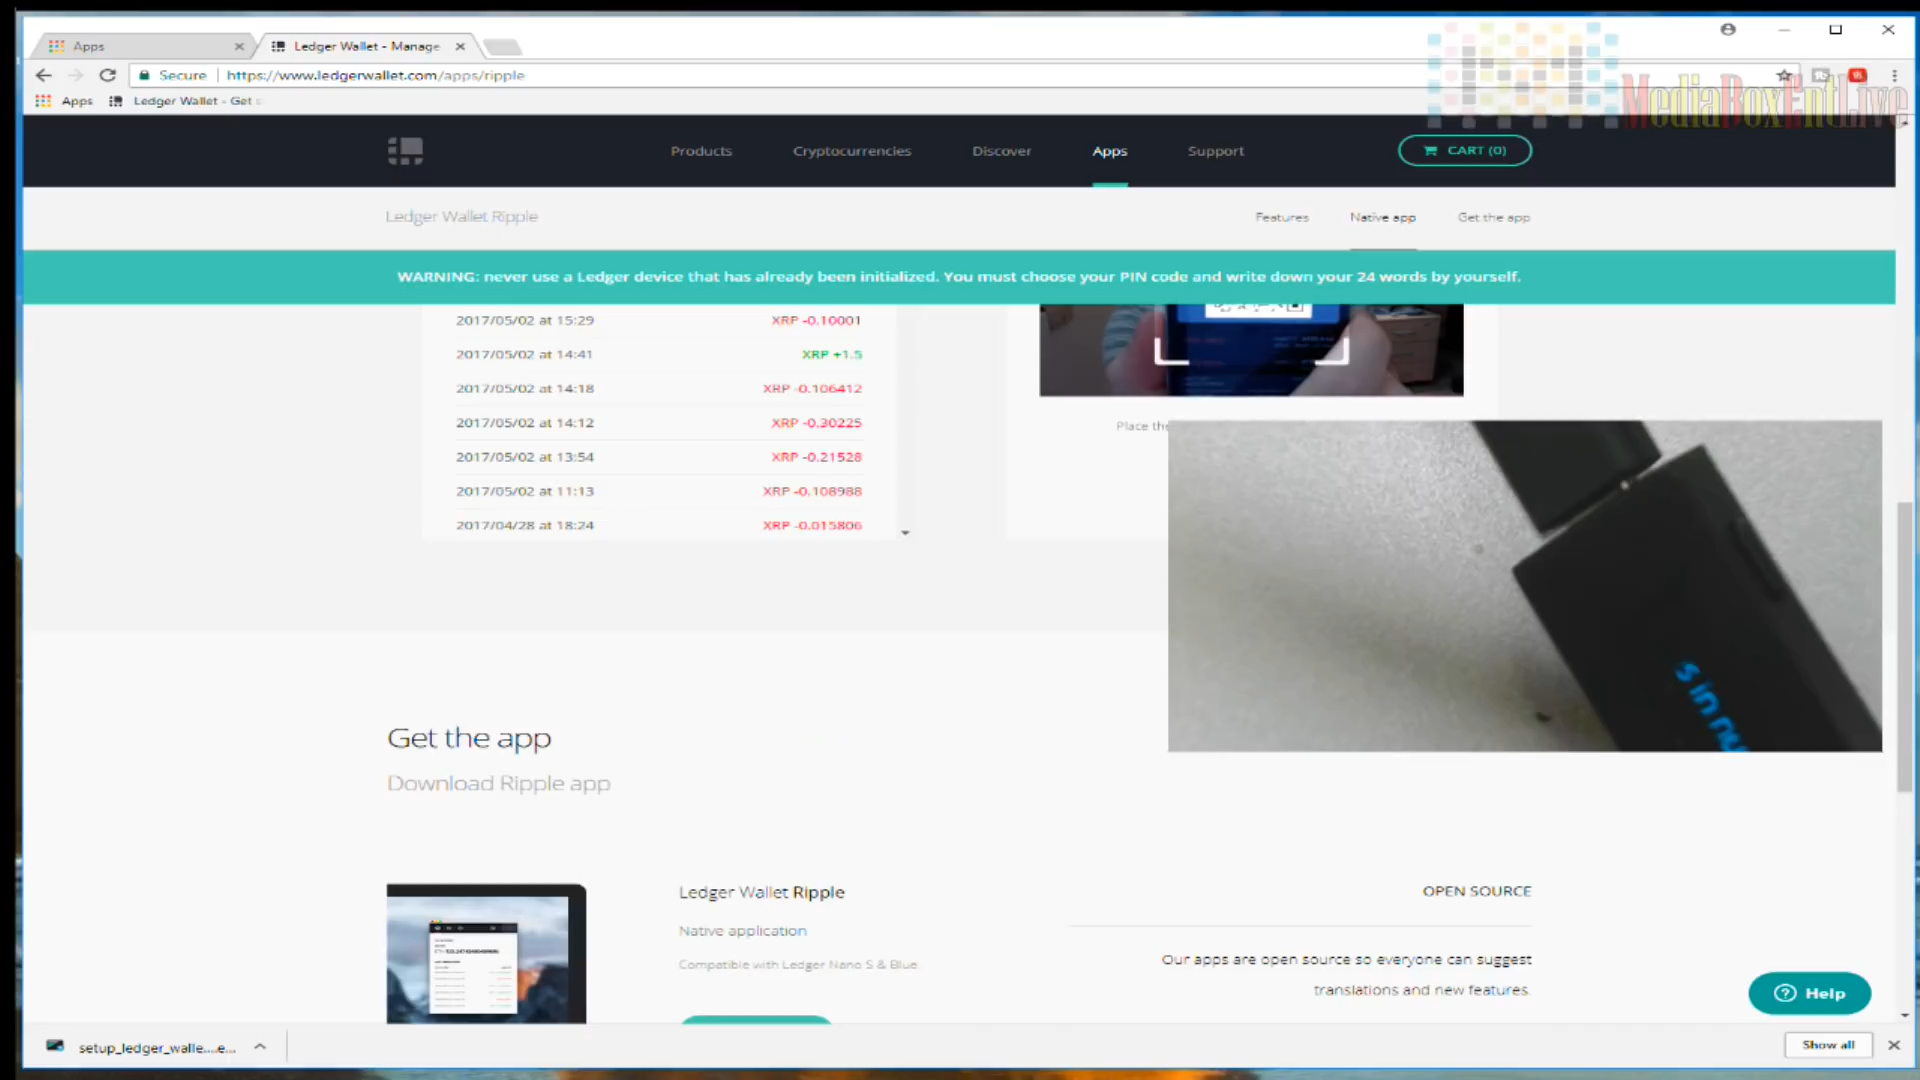 Apps
Ledger Wallet - Manage
MediaBoxEntLive
Secure
https://www.ledgerwallet.com/apps/ripple
Apps
Ledger Wallet - Get
Products
Cryptocurrencies
Discover
Apps
Support
CART (0)
Ledger Wallet Ripple
Features
Native app
Get the app
WARNING: never use a Ledger device that has already been initialized. You must choose your PIN code and write down your 24 words by yourself.
2017/05/02 at 15:29 XRP -0.10001
2017/05/02 at 14:41 XRP +1.5
2017/05/02 at 14:18 XRP -0.106412
2017/05/02 at 14:12 XRP -0.30225
2017/05/02 at 13:54 XRP -0.21528
2017/05/02 at 11:13 XRP -0.108988
2017/04/28 at 18:24 XRP -0.015806
Place the
Get the app
Download Ripple app
Ledger Wallet Ripple
Native application
Compatible with Ledger Nano S & Blue.
OPEN SOURCE
Our apps are open source so everyone can suggest
translations and new features.
Help
setup_ledger_walle....e...
Show all